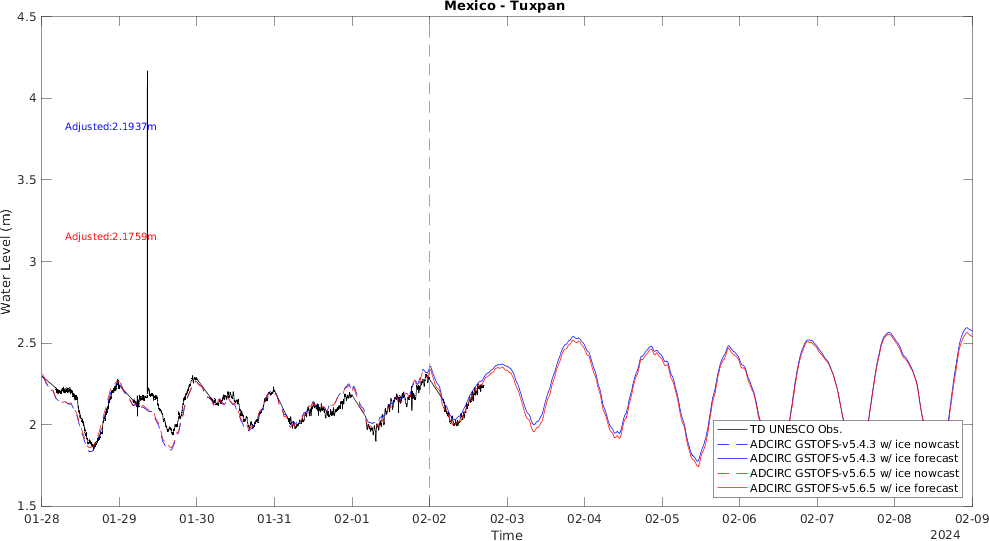 Mexico - Tuxpan
4.5
4
3.5
3
2.5
2
1.5
Water Level (m)
Adjusted:2.1937m
Adjusted:2.1759m
TD UNESCO Obs.
ADCIRC GSTOFS-v5.4.3 w/ ice nowcast
ADCIRC GSTOFS-v5.4.3 w/ ice forecast
ADCIRC GSTOFS-v5.6.5 w/ ice nowcast
ADCIRC GSTOFS-v5.6.5 w/ ice forecast
01-28 01-29 01-30 01-31 02-01 02-02 02-03 02-04 02-05 02-06 02-07 02-08 02-09
Time
2024